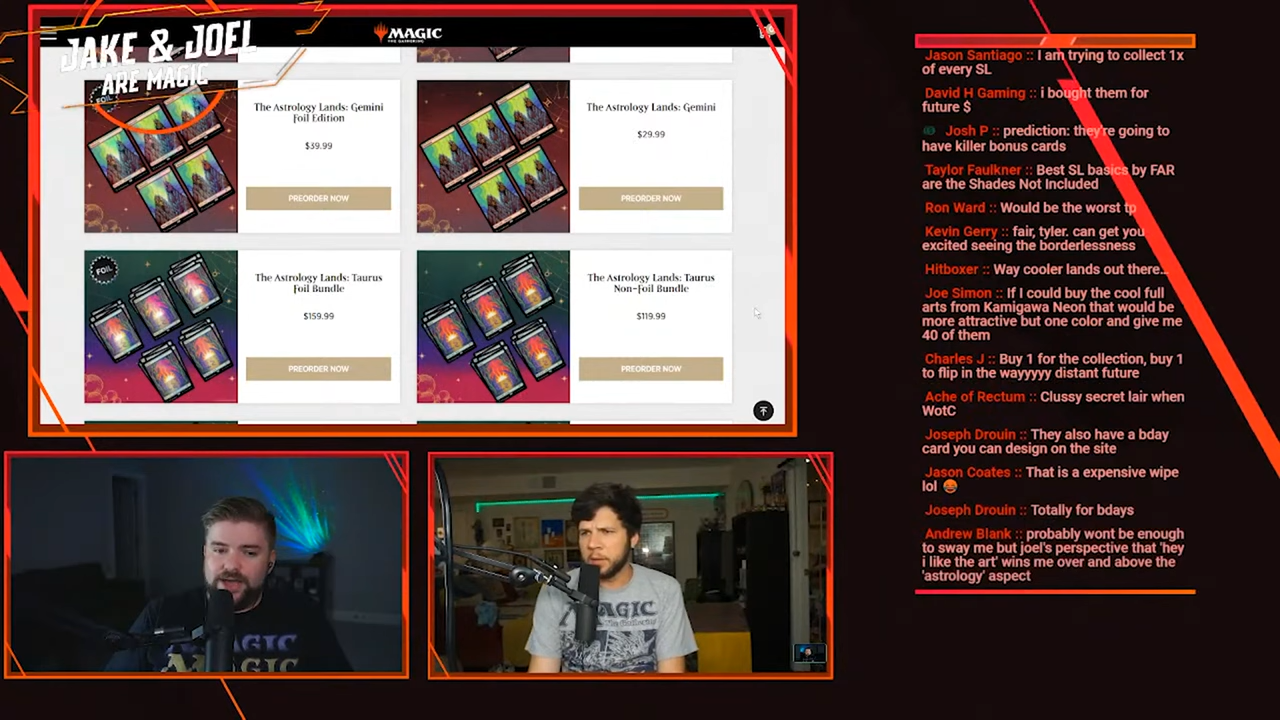 JAKE & JOEL
ARE MAGIC
MAGIC
THE GATHERING
FOIL
The Astrology Lands: Gemini
Foil Edition
$39.99
PREORDER NOW
The Astrology Lands: Gemini
$29.99
PREORDER NOW
FOIL
The Astrology Lands: Taurus
Foil Bundle
$159.99
PREORDER NOW
The Astrology Lands: Taurus
Non-Foil Bundle
$119.99
PREORDER NOW
MAGIC
MAGIC
MAGIC
The Gathering
Jason Santiago :: I am trying to collect 1x
of every SL
David H Gaming :: i bought them for
future $
Josh P :: prediction: they're going to
have killer bonus cards
Taylor Faulkner :: Best SL basics by FAR
are the Shades Not Included
Ron Ward :: Would be the worst tp
Kevin Gerry :: fair, tyler. can get you
excited seeing the borderlessness
Hitboxer :: Way cooler lands out there...
Joe Simon :: If I could buy the cool full
arts from Kamigawa Neon that would be
more attractive but one color and give me
40 of them
Charles J :: Buy 1 for the collection, buy 1
to flip in the wayyyyy distant future
Ache of Rectum :: Clussy secret lair when
WotC
Joseph Drouin :: They also have a bday
card you can design on the site
Jason Coates :: That is a expensive wipe
lol 😂
Joseph Drouin :: Totally for bdays
Andrew Blank :: probably wont be enough
to sway me but joel's perspective that 'hey
i like the art' wins me over and above the
'astrology' aspect